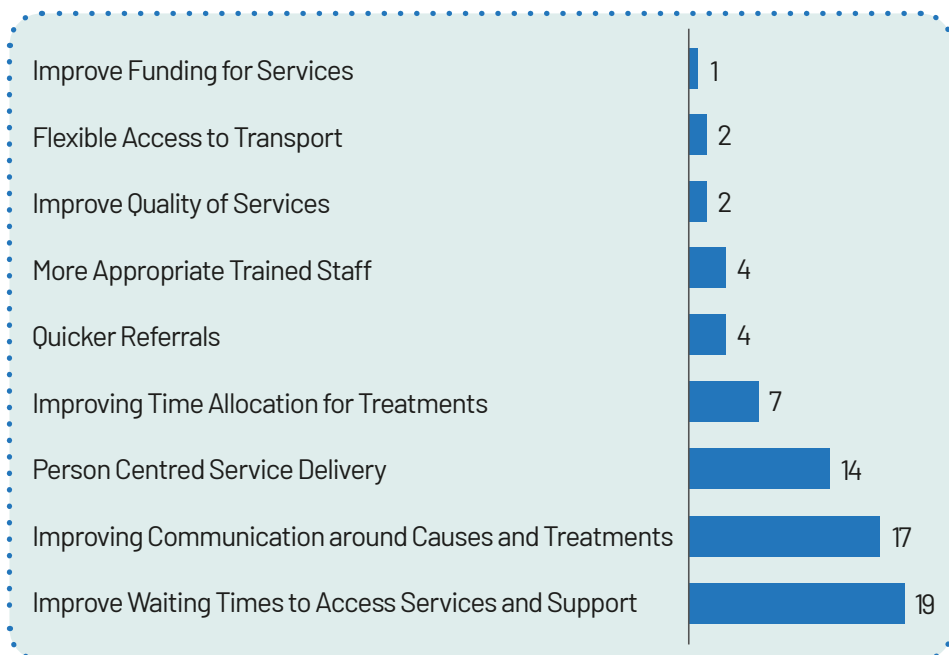 Improve Funding for Services 1
Flexible Access to Transport 2
Improve Quality of Services 2
More Appropriate Trained Staff 4
Quicker Referrals 4
Improving Time Allocation for Treatments 7
Person Centred Service Delivery 14
Improving Communication around Causes and Treatments 17
Improve Waiting Times to Access Services and Support 19